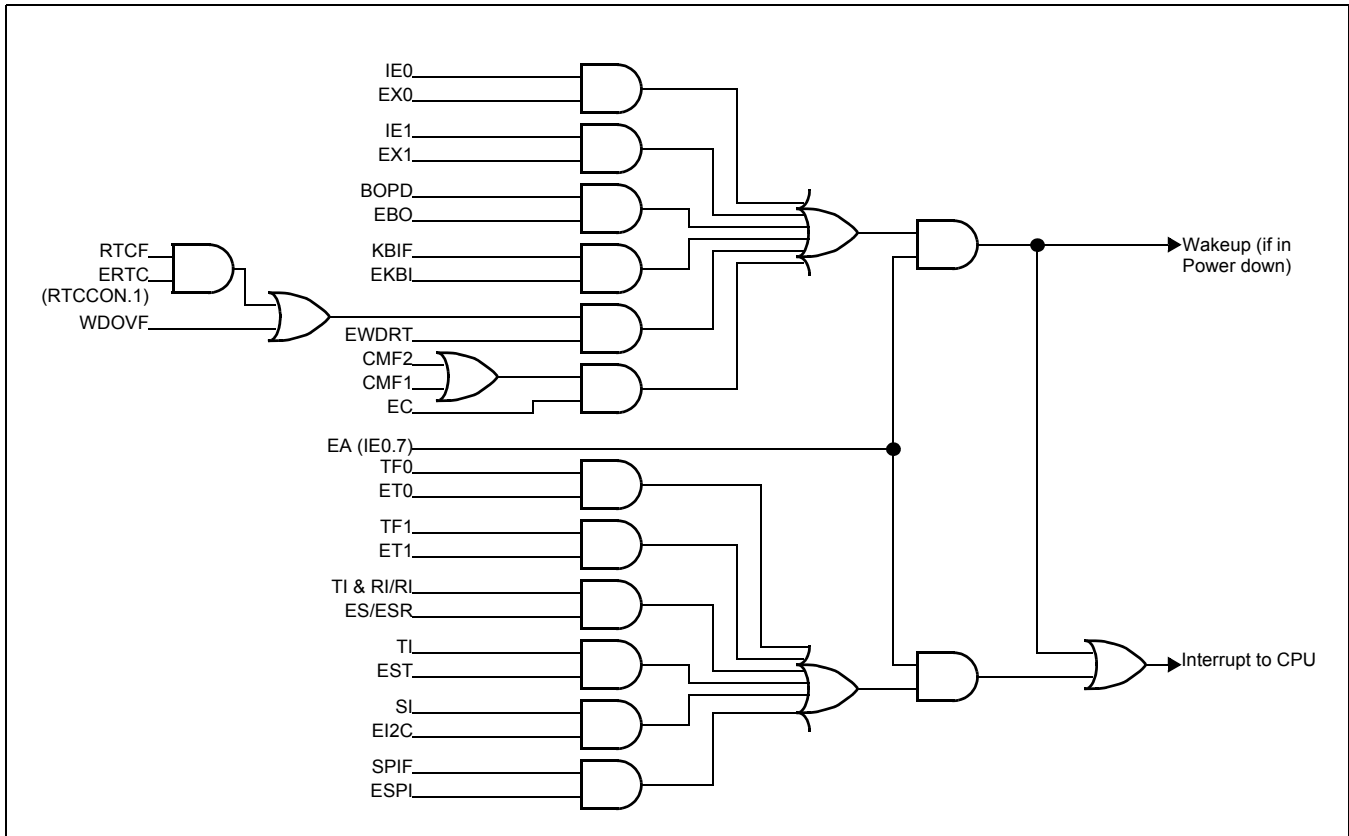 IE0
EX0
IE1
EX1
BOPD
EBO
RTCF
ERTC
(RTCCON.1)
WDOVF
KBIF
EKBI
EWDRT
CMF2
CMF1
EC
EA (IE0.7)
TF0
ET0
TF1
ET1
TI & RI/RI
ES/ESR
TI
EST
SI
EI2C
SPIF
ESPI
Wakeup (if in
Power down)
Interrupt to CPU